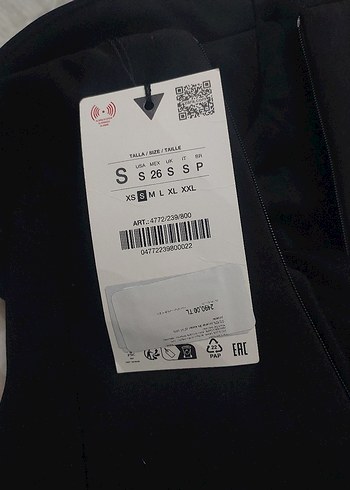 TALLA / SIZE / TAILLE
USA MEX UK IT BR
S S 26 S S P
XS S M L XL XXL
ART.: 4772/239/800
04772239800022
2490,00 TL
22
PAP
EAC